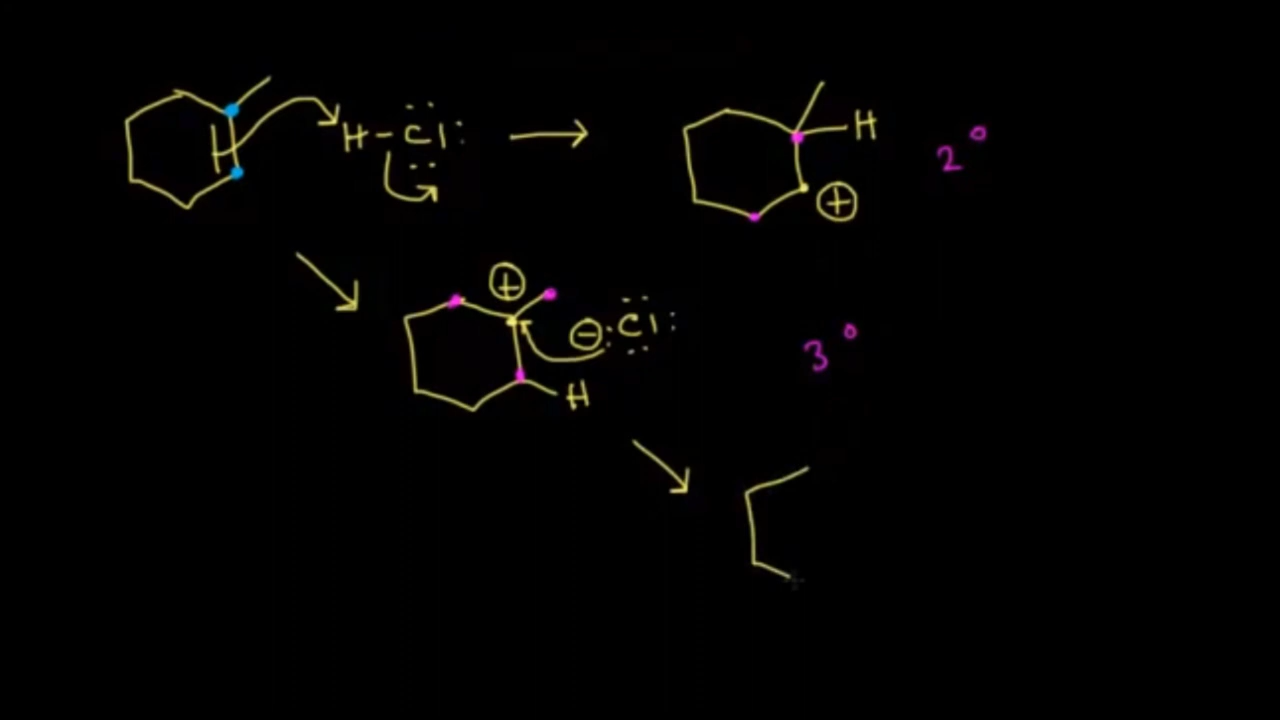 H-Cl: → H 2°
⊕
⊕ ⊖:Cl: 3°
H